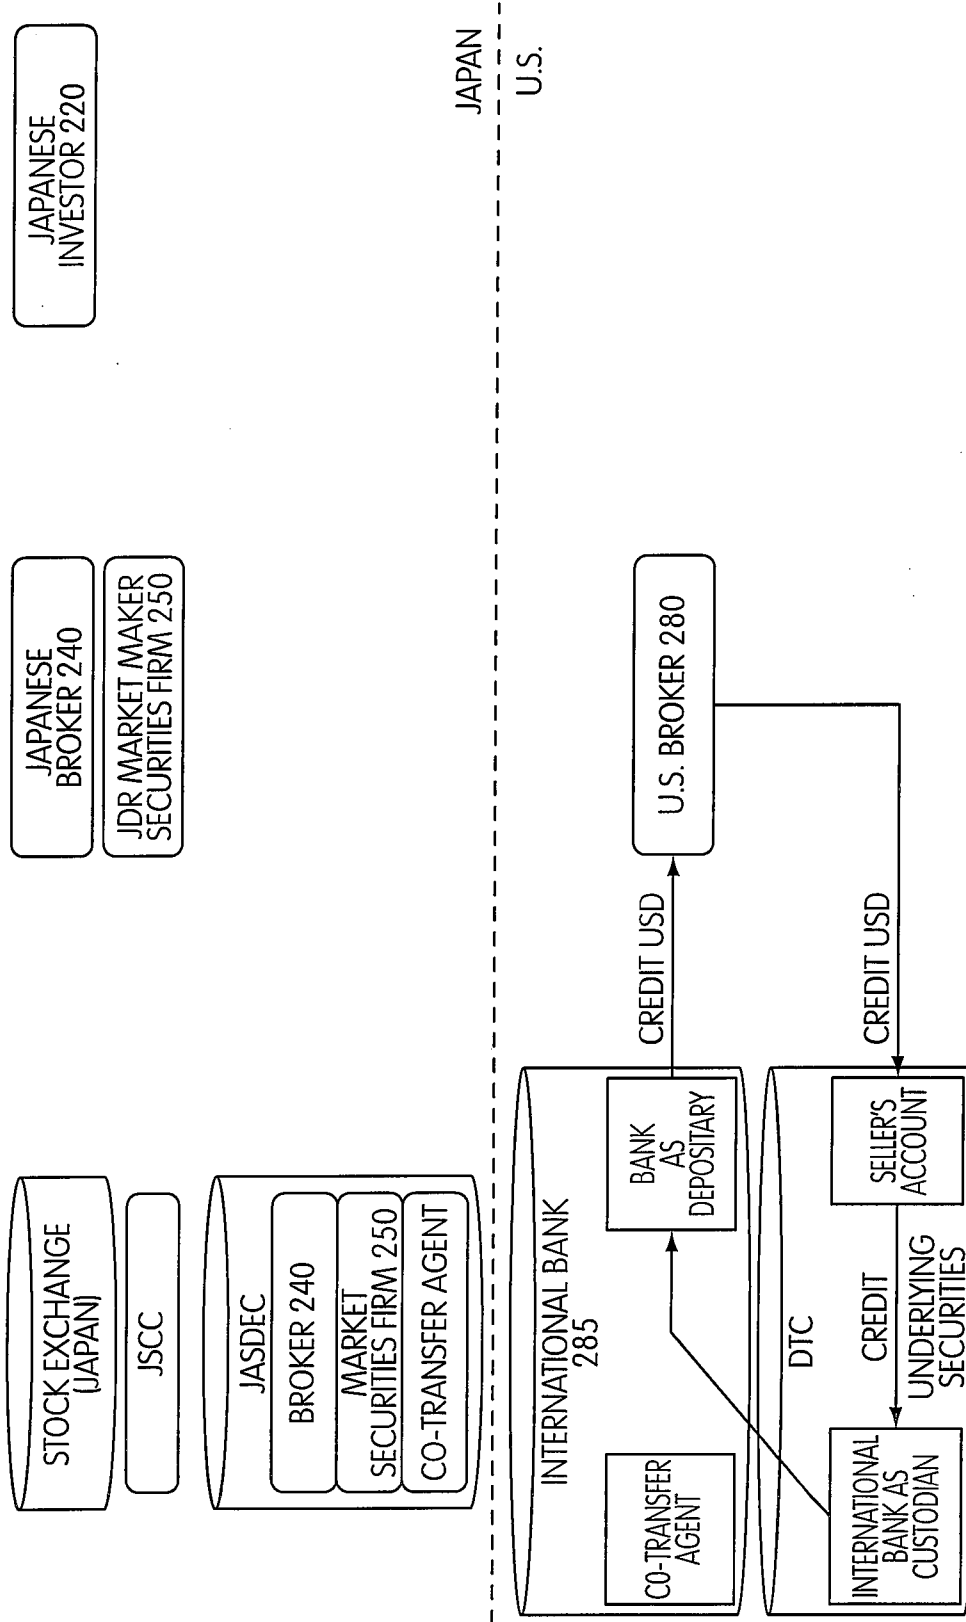 STOCK EXCHANGE
(JAPAN)
JSCC
JASDEC
BROKER 240
MARKET
SECURITIES FIRM 250
CO-TRANSFER AGENT
JAPANESE
BROKER 240
JDR MARKET MAKER
SECURITIES FIRM 250
JAPANESE
INVESTOR 220
JAPAN
U.S.
INTERNATIONAL BANK
285
CO-TRANSFER
AGENT
BANK
AS
DEPOSITARY
CREDIT USD
U.S. BROKER 280
DTC
INTERNATIONAL
BANK AS
CUSTODIAN
CREDIT
UNDERLYING
SECURITIES
SELLER'S
ACCOUNT
CREDIT USD